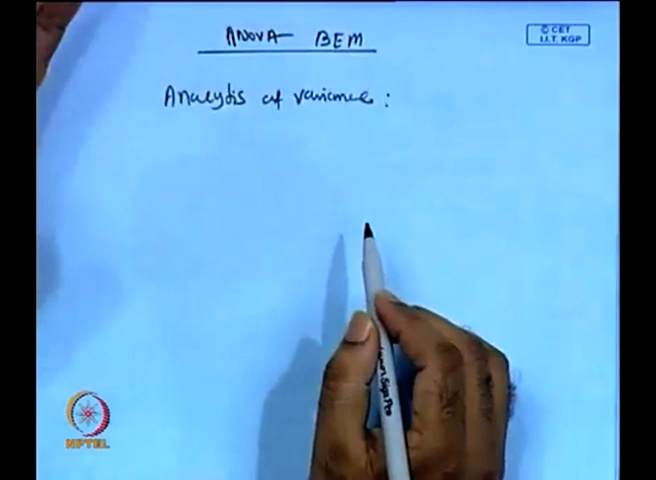 ANOVA BEM
© CET
I.I.T. KGP
Analysis of variance :
NPTEL